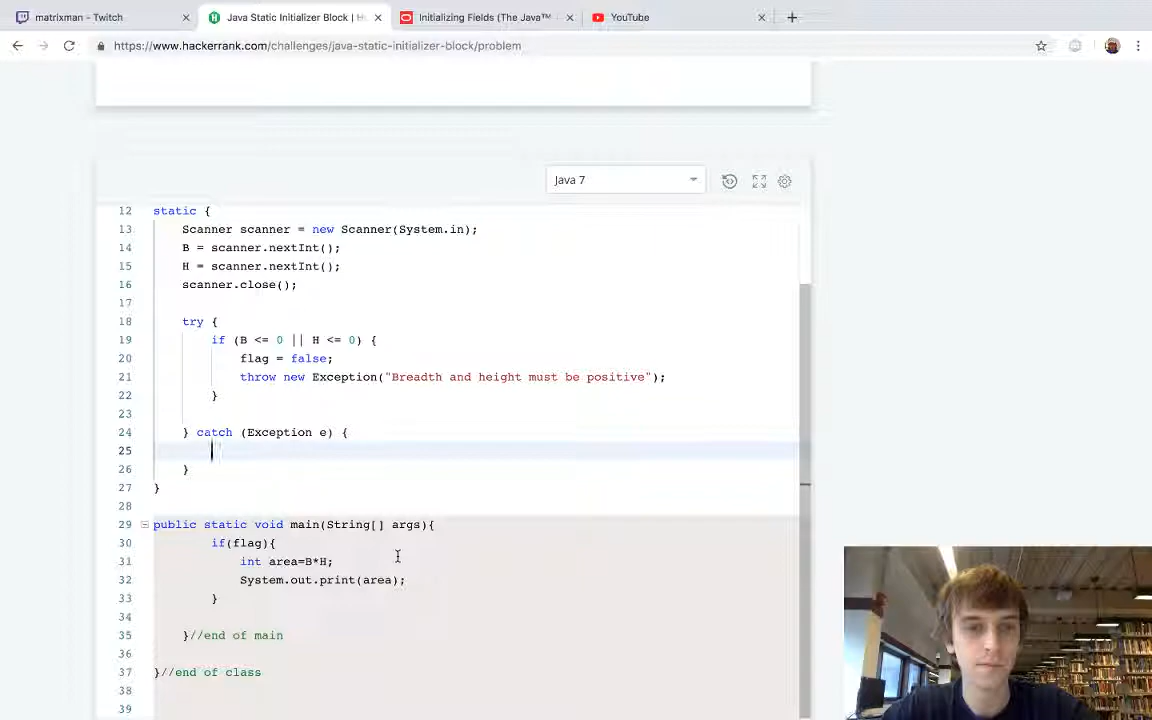 matrixman - Twitch
Java Static Initializer Block | H
Initializing Fields (The Java™
YouTube
https://www.hackerrank.com/challenges/java-static-initializer-block/problem
Java 7
12 static {
13 Scanner scanner = new Scanner(System.in);
14 B = scanner.nextInt();
15 H = scanner.nextInt();
16 scanner.close();
17
18 try {
19 if (B <= 0 || H <= 0) {
20 flag = false;
21 throw new Exception("Breadth and height must be positive");
22 }
23
24 } catch (Exception e) {
25
26 }
27 }
28
29 public static void main(String[] args){
30 if(flag){
31 int area=B*H;
32 System.out.print(area);
33 }
34
35 }//end of main
36
37 }//end of class
38
39